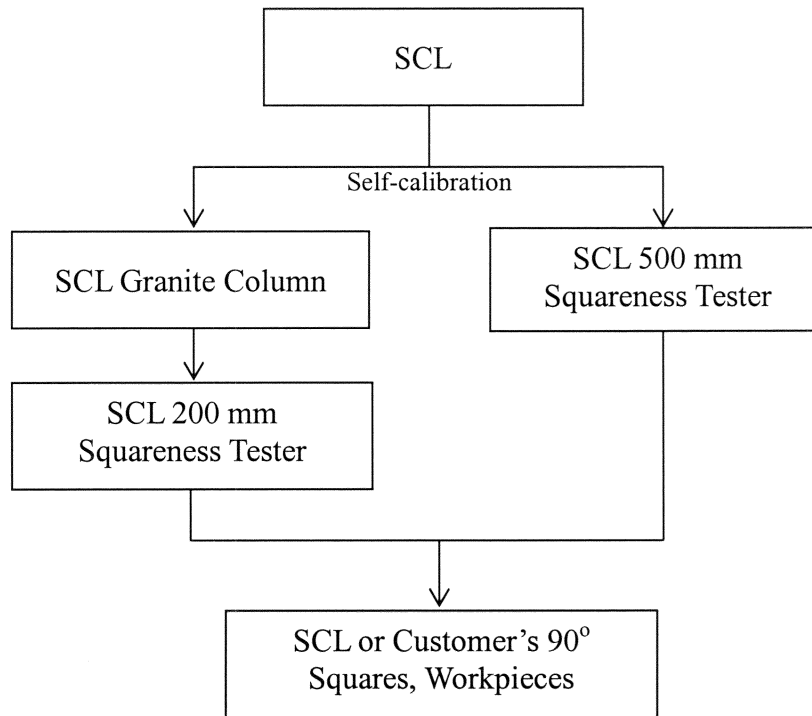 SCL
Self-calibration
SCL Granite Column
SCL 500 mm
Squareness Tester
SCL 200 mm
Squareness Tester
SCL or Customer’s 90°
Squares, Workpieces